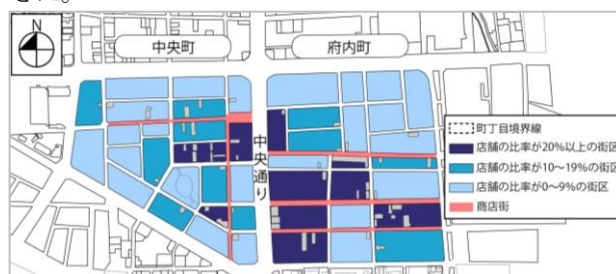 N
中央町
府内町
中央通り
町丁目境界線
店舗の比率が20%以上の街区
店舗の比率が10～19%の街区
店舗の比率が0～9%の街区
商店街